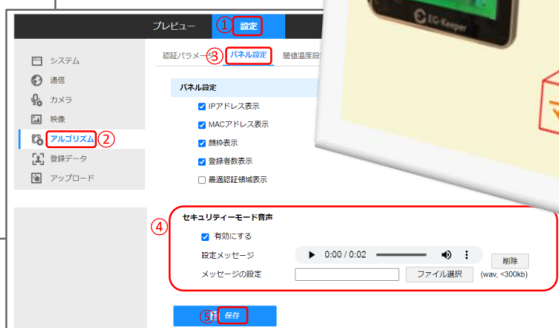 EG-Keeper
プレビュー ① 設定
認証パラメータ ③ パネル設定 閾値温度設
システム
通信
カメラ
映像
アルゴリズム ②
登録データ
アップロード
パネル設定
IPアドレス表示
MACアドレス表示
顔枠表示
登録者数表示
最適認証領域表示
④
セキュリティーモード音声
有効にする
設定メッセージ 0:00 / 0:02 削除
メッセージの設定 ファイル選択 (wav, <300kb)
⑤ 保存